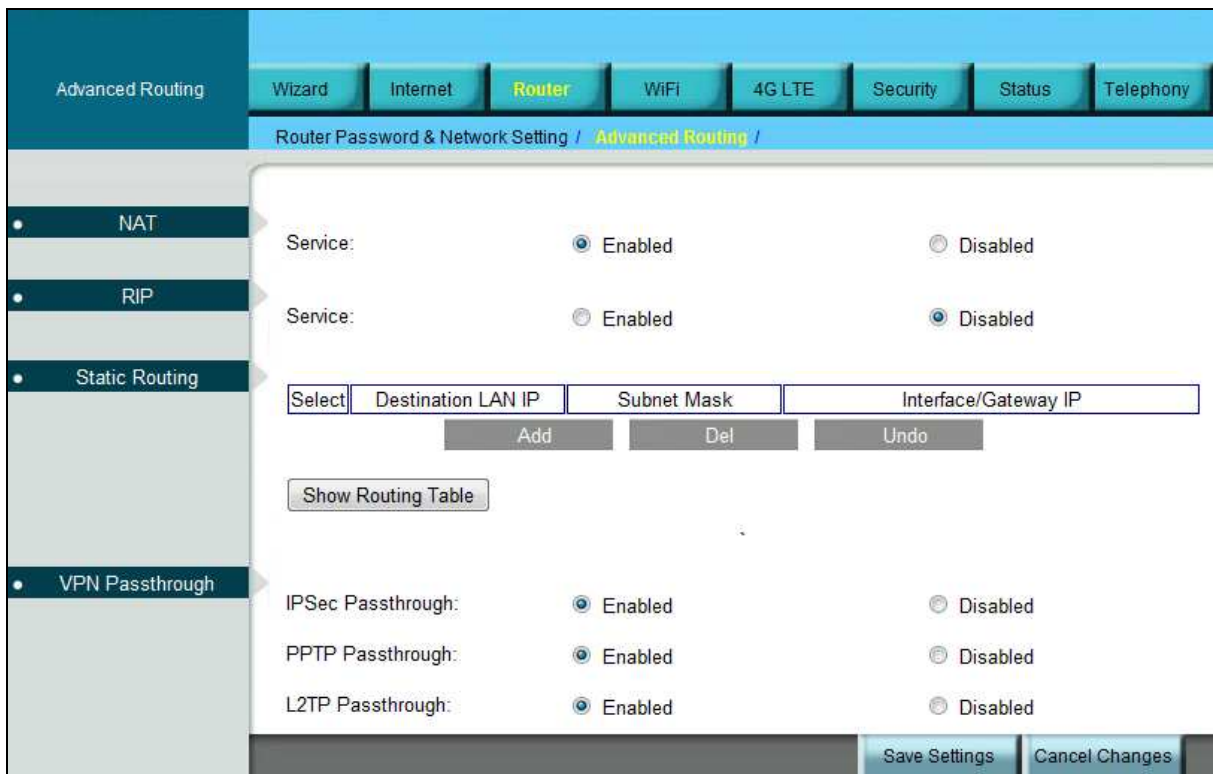 Advanced Routing
Wizard Internet Router WiFi 4G LTE Security Status Telephony
Router Password & Network Setting / Advanced Routing /
NAT
Service: Enabled Disabled
RIP
Service: Enabled Disabled
Static Routing
Select Destination LAN IP Subnet Mask Interface/Gateway IP
Add Del Undo
Show Routing Table
VPN Passthrough
IPSec Passthrough: Enabled Disabled
PPTP Passthrough: Enabled Disabled
L2TP Passthrough: Enabled Disabled
Save Settings Cancel Changes